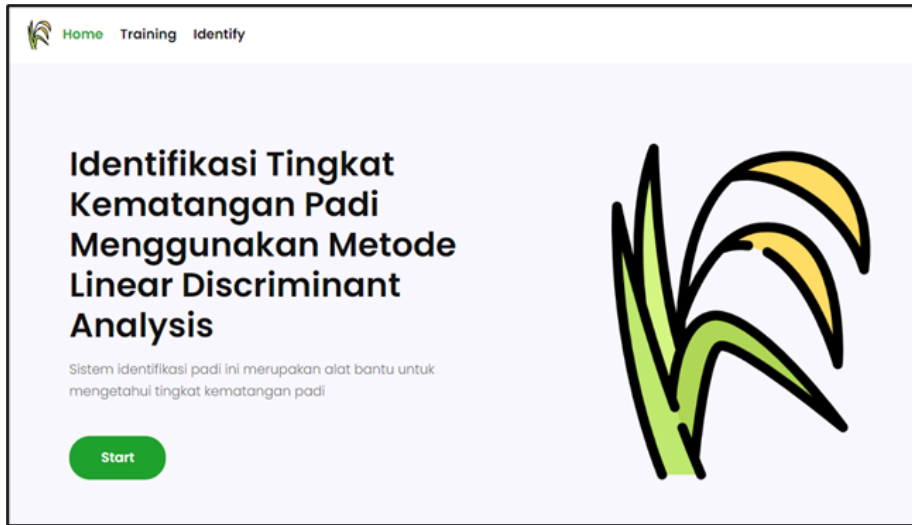 Home Training Identify
Identifikasi Tingkat
Kematangan Padi
Menggunakan Metode
Linear Discriminant
Analysis
Sistem identifikasi padi ini merupakan alat bantu untuk
mengetahui tingkat kematangan padi
Start